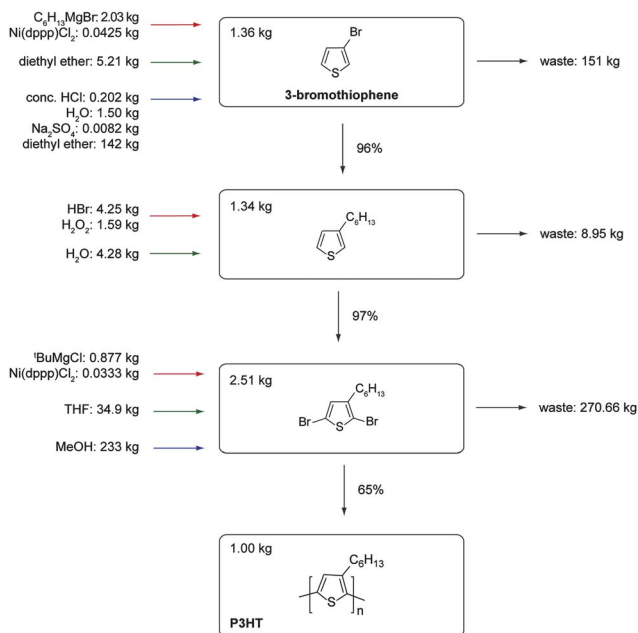 C₆H₁₃MgBr: 2.03 kg
Ni(dppp)Cl₂: 0.0425 kg
diethyl ether: 5.21 kg
conc. HCl: 0.202 kg
H₂O: 1.50 kg
Na₂SO₄: 0.0082 kg
diethyl ether: 142 kg
1.36 kg
Br
S
3-bromothiophene
waste: 151 kg
96%
HBr: 4.25 kg
H₂O₂: 1.59 kg
H₂O: 4.28 kg
1.34 kg
C₆H₁₃
S
waste: 8.95 kg
97%
ᵗBuMgCl: 0.877 kg
Ni(dppp)Cl₂: 0.0333 kg
THF: 34.9 kg
MeOH: 233 kg
2.51 kg
C₆H₁₃
Br S Br
waste: 270.66 kg
65%
1.00 kg
C₆H₁₃
S
n
P3HT